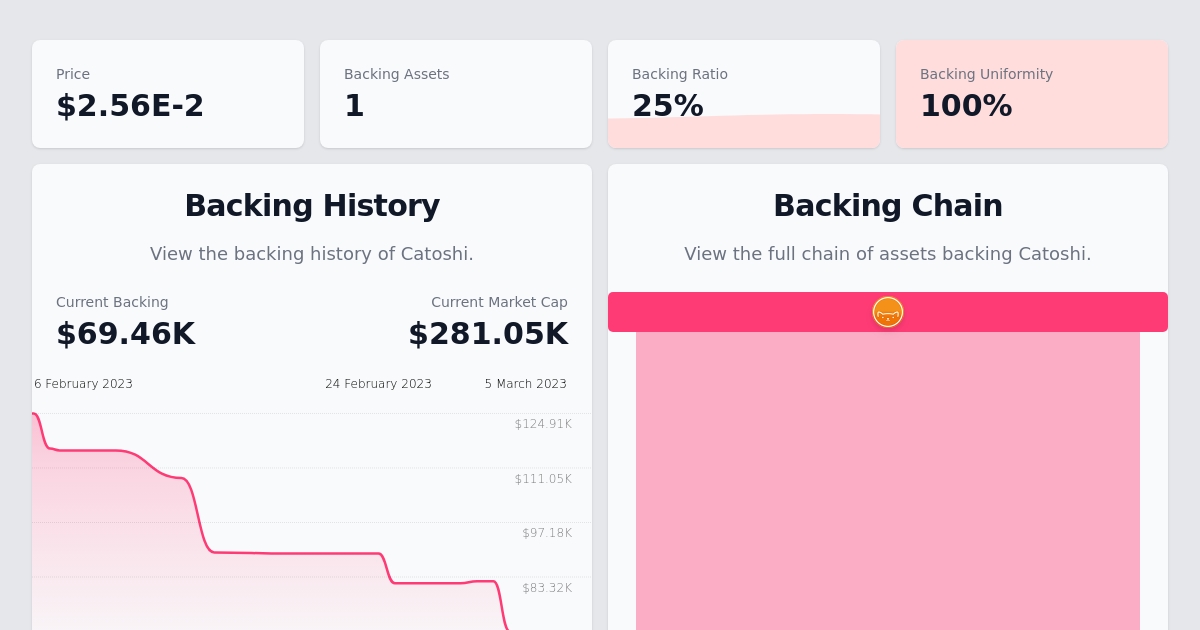 Price
$2.56E-2
Backing Assets
1
Backing Ratio
25%
Backing Uniformity
100%
Backing History
View the backing history of Catoshi.
Current Backing
$69.46K
Current Market Cap
$281.05K
6 February 2023
24 February 2023
5 March 2023
$124.91K
$111.05K
$97.18K
$83.32K
Backing Chain
View the full chain of assets backing Catoshi.